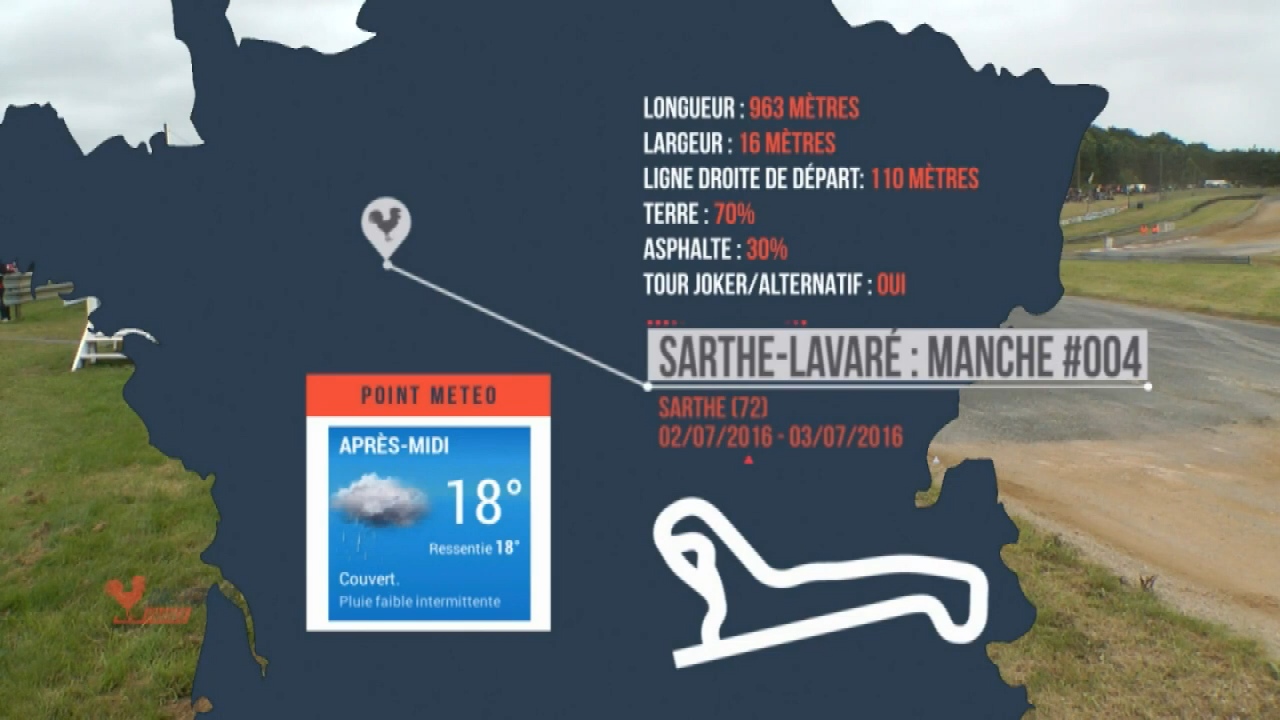 LONGUEUR : 963 MÈTRES
LARGEUR : 16 MÈTRES
LIGNE DROITE DE DÉPART: 110 MÈTRES
TERRE : 70%
ASPHALTE : 30%
TOUR JOKER/ALTERNATIF : OUI
SARTHE-LAVARÉ : MANCHE #004
SARTHE (72)
02/07/2016 - 03/07/2016
POINT METEO
APRÈS-MIDI
18°
Ressentie 18°
Couvert.
Pluie faible intermittente